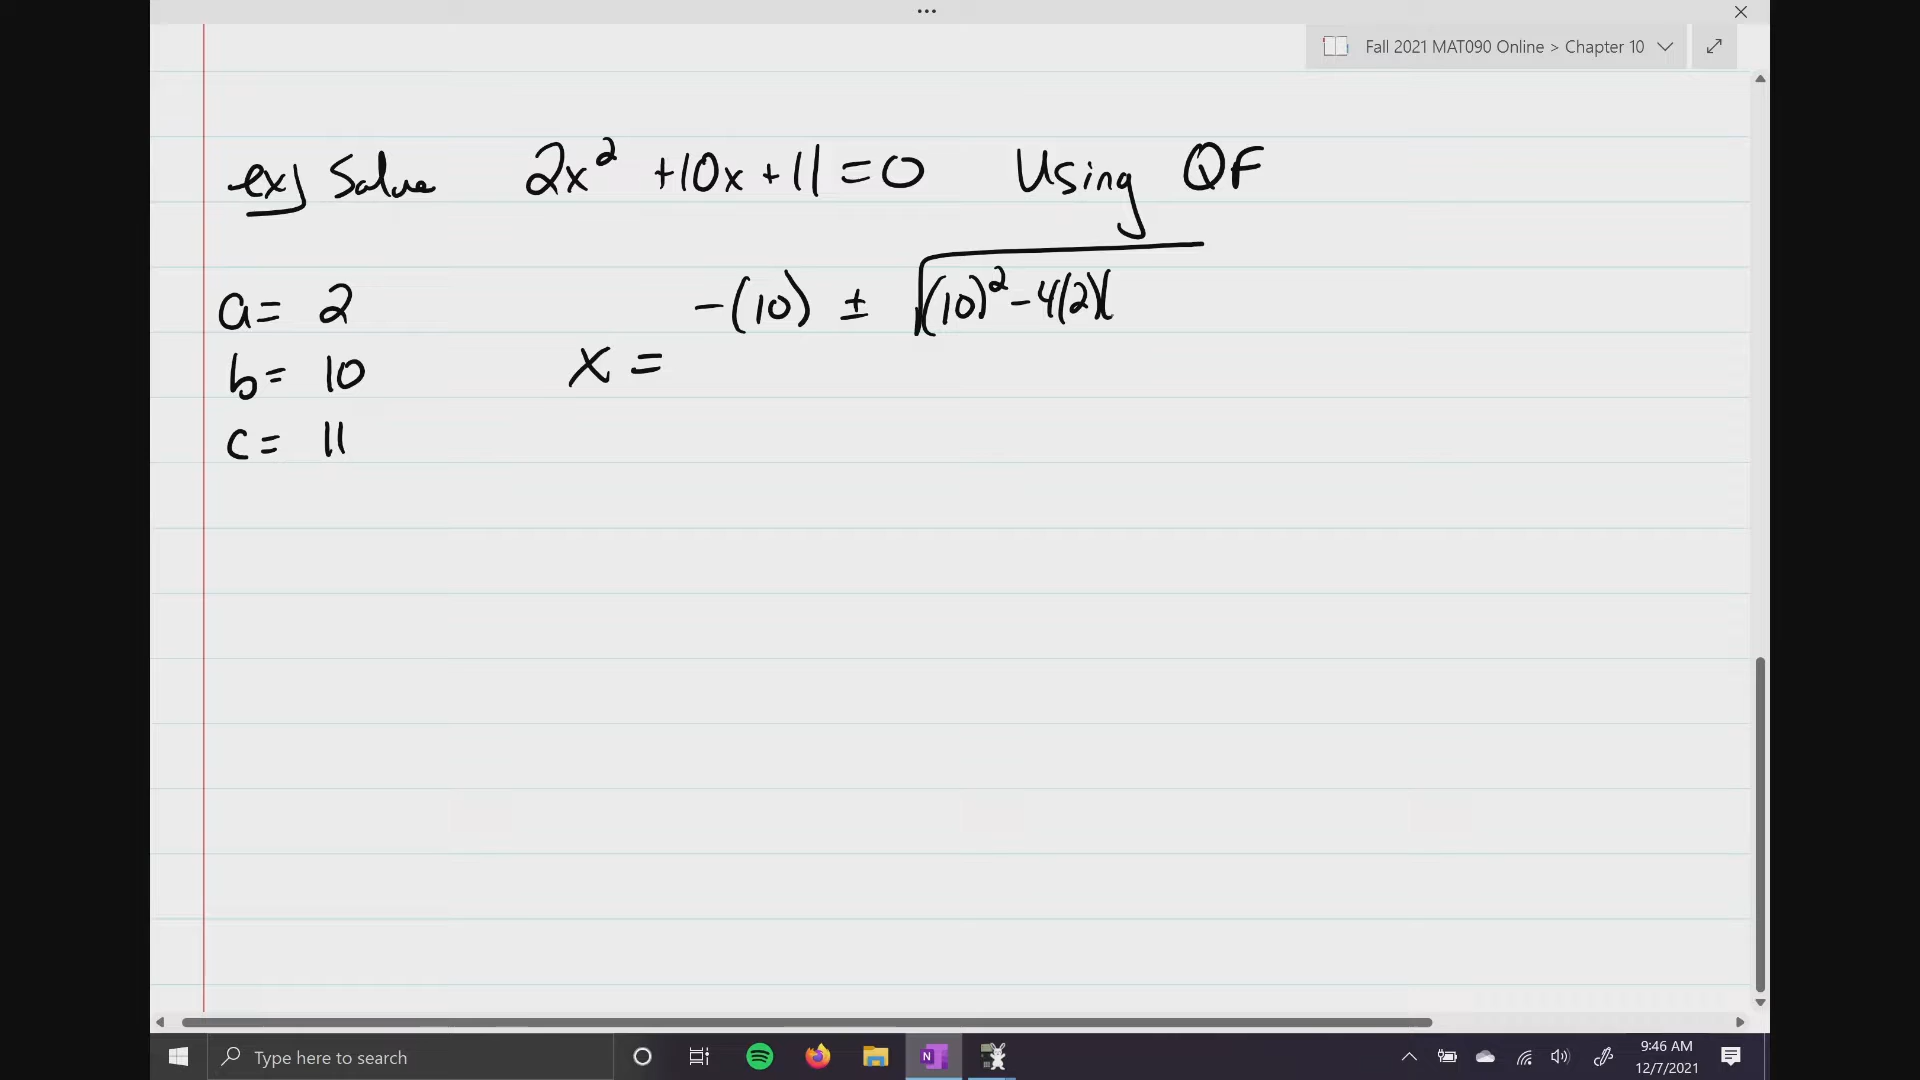 Fall 2021 MAT090 Online > Chapter 10
ex) Solve 2x² +10x + 11 = 0 Using QF
a = 2
-(10) ± √(10)² - 4(2)(
b = 10
x =
c = 11
Type here to search
9:46 AM
12/7/2021